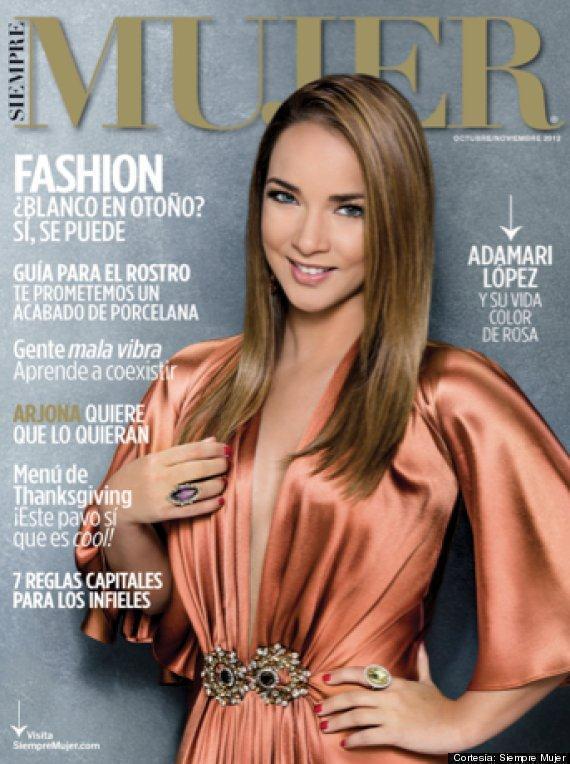 SIEMPRE
MUJER
OCTUBRE/NOVIEMBRE 2012
FASHION
¿BLANCO EN OTOÑO?
SÍ, SE PUEDE
GUÍA PARA EL ROSTRO
TE PROMETEMOS UN
ACABADO DE PORCELANA
Gente mala vibra
Aprende a coexistir
ARJONA QUIERE
QUE LO QUIERAN
Menú de
Thanksgiving
¡Este pavo sí
que es cool!
7 REGLAS CAPITALES
PARA LOS INFIELES
ADAMARI
LÓPEZ
Y SU VIDA
COLOR
DE ROSA
Visita
SiempreMujer.com
Cortesía: Siempre Mujer